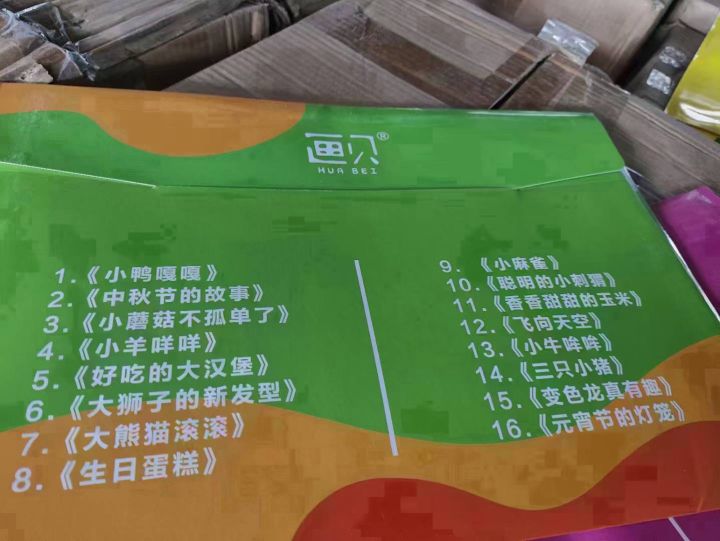 画贝®
HUA BEI
1.《小鸭嘎嘎》
2.《中秋节的故事》
3.《小蘑菇不孤单了》
4.《小羊咩咩》
5.《好吃的大汉堡》
6.《大狮子的新发型》
7.《大熊猫滚滚》
8.《生日蛋糕》
9.《小麻雀》
10.《聪明的小刺猬》
11.《香香甜甜的玉米》
12.《飞向天空》
13.《小牛哞哞》
14.《三只小猪》
15.《变色龙真有趣》
16.《元宵节的灯笼》